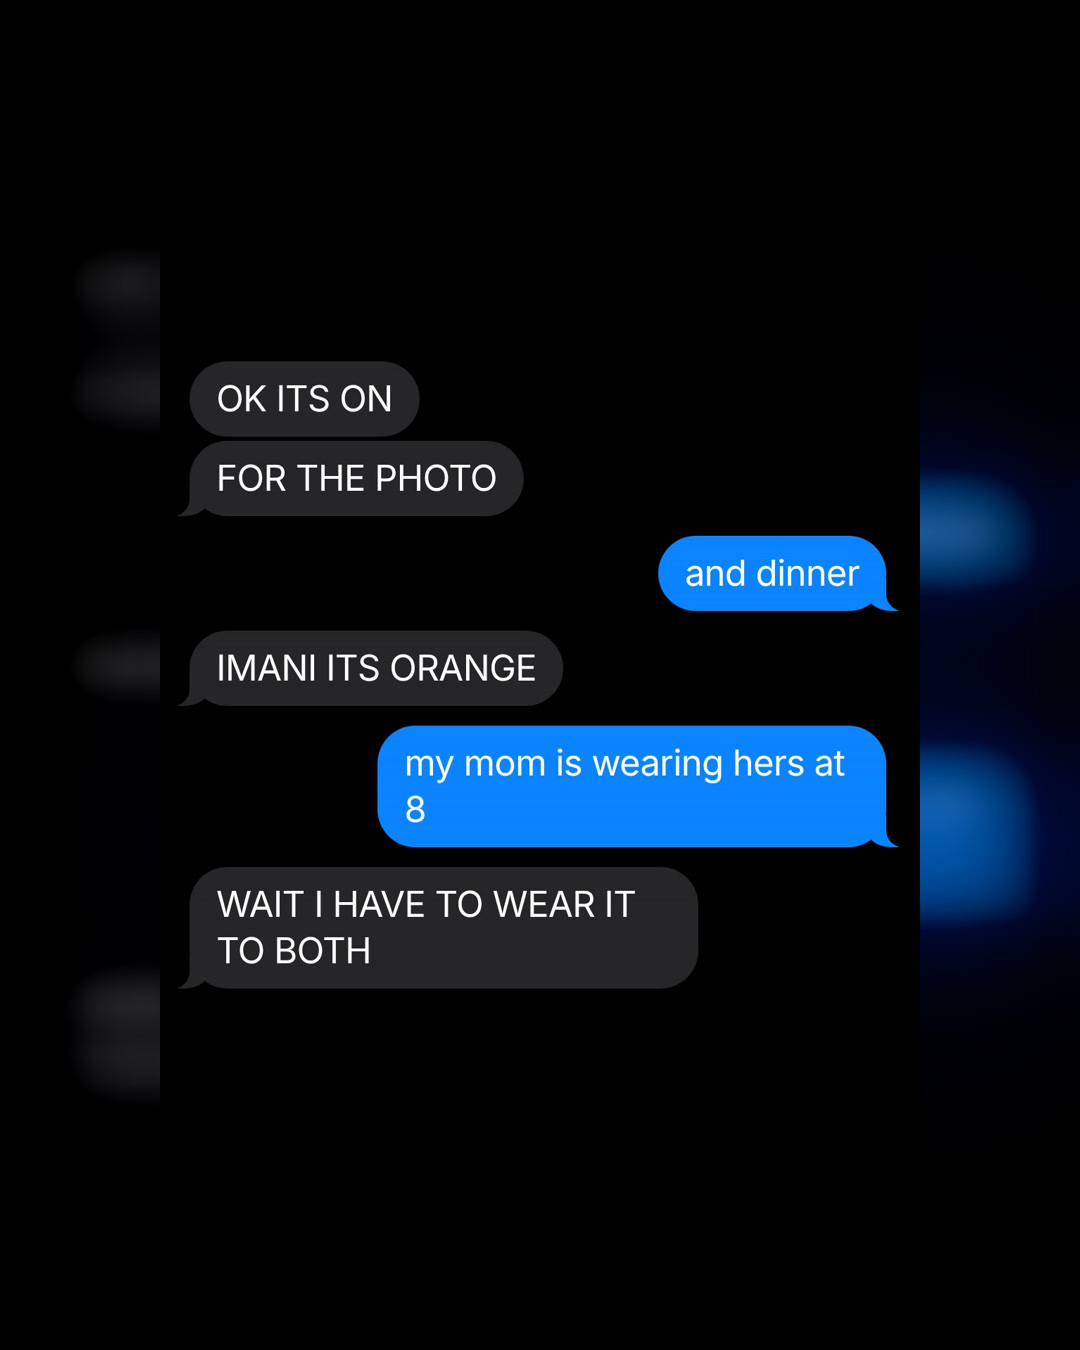 OK ITS ON
FOR THE PHOTO
and dinner
IMANI ITS ORANGE
my mom is wearing hers at
8
WAIT I HAVE TO WEAR IT
TO BOTH